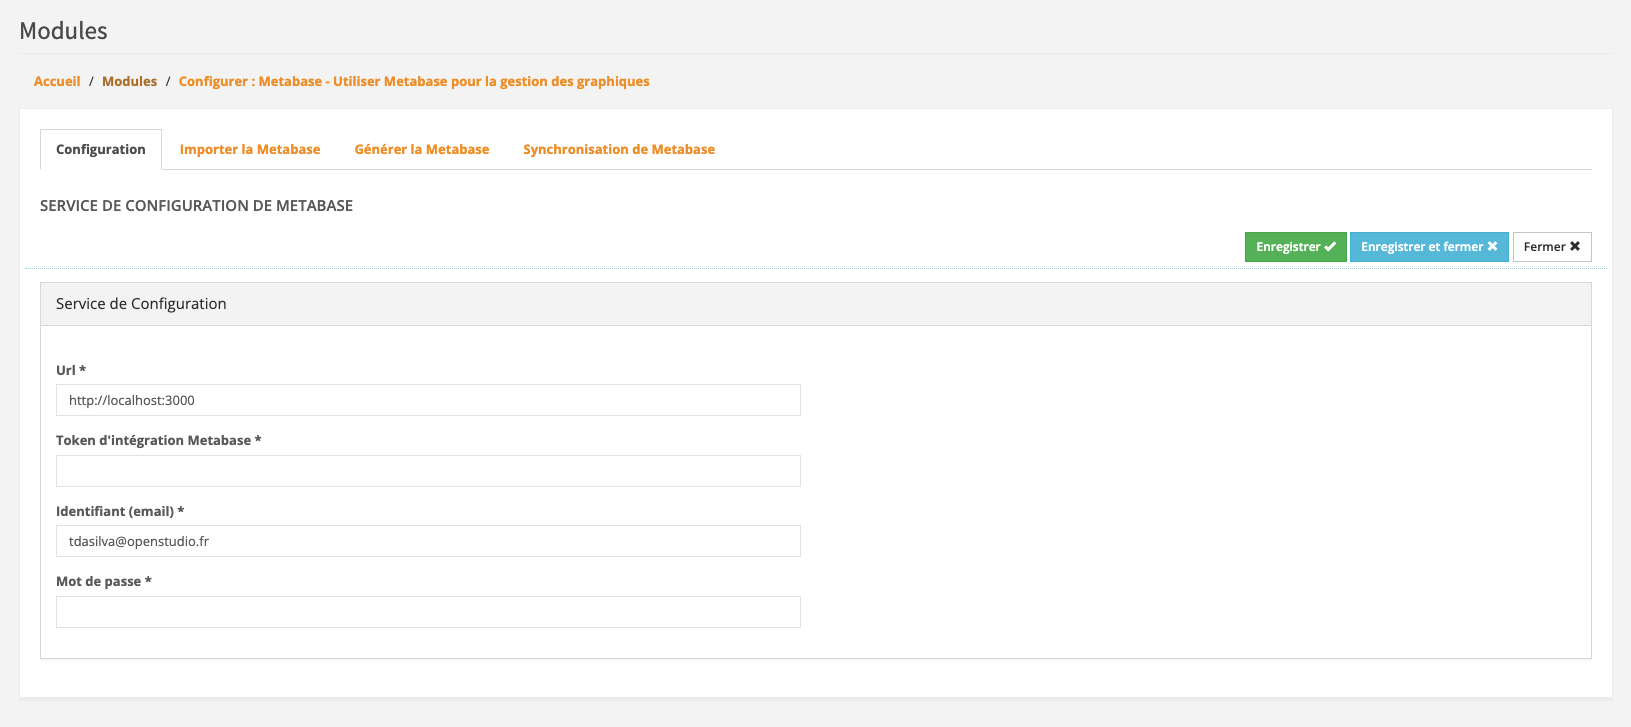 Modules
Accueil / Modules / Configurer : Metabase - Utiliser Metabase pour la gestion des graphiques
Configuration Importer la Metabase Générer la Metabase Synchronisation de Metabase
SERVICE DE CONFIGURATION DE METABASE
Enregistrer Enregistrer et fermer Fermer
Service de Configuration
Url *
http://localhost:3000
Token d'intégration Metabase *
Identifiant (email) *
tdasilva@openstudio.fr
Mot de passe *